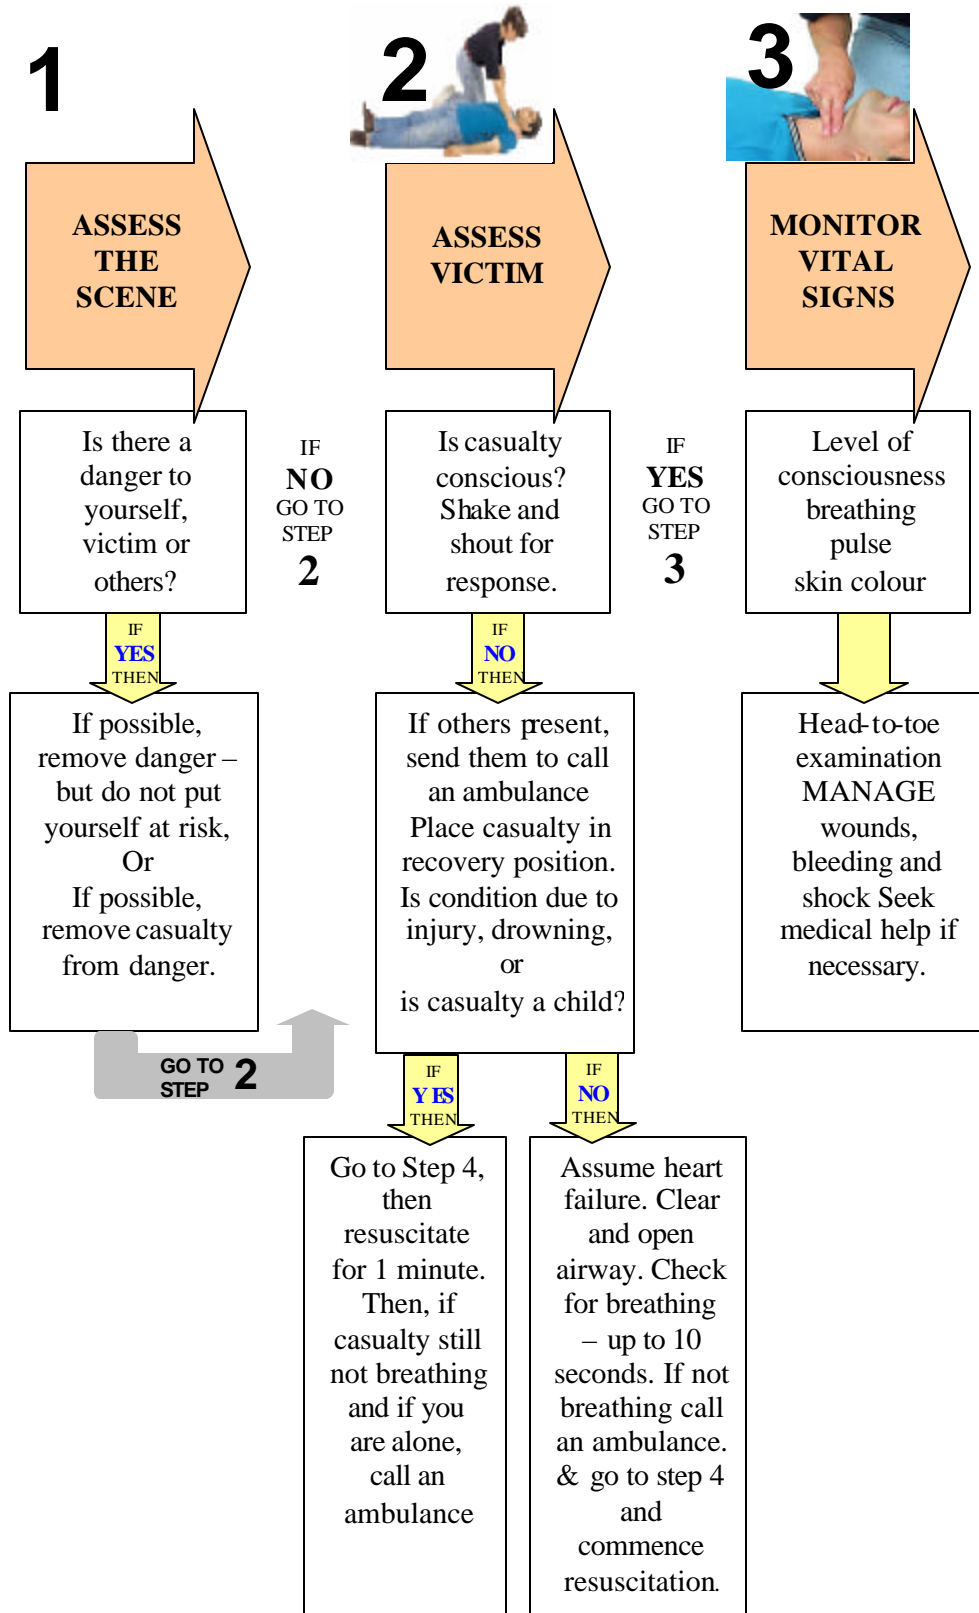 1
ASSESS
THE
SCENE
Is there a
danger to
yourself,
victim or
others?
IF
NO
GO TO
STEP
2
IF
YES
THEN
If possible,
remove danger –
but do not put
yourself at risk,
Or
If possible,
remove casualty
from danger.
GO TO
STEP 2
2
ASSESS
VICTIM
Is casualty
conscious?
Shake and
shout for
response.
IF
YES
GO TO
STEP
3
IF
NO
THEN
If others present,
send them to call
an ambulance
Place casualty in
recovery position.
Is condition due to
injury, drowning,
or
is casualty a child?
IF
YES
THEN
Go to Step 4,
then
resuscitate
for 1 minute.
Then, if
casualty still
not breathing
and if you
are alone,
call an
ambulance
IF
NO
THEN
Assume heart
failure. Clear
and open
airway. Check
for breathing
– up to 10
seconds. If not
breathing call
an ambulance.
& go to step 4
and
commence
resuscitation.
3
MONITOR
VITAL
SIGNS
Level of
consciousness
breathing
pulse
skin colour
Head-to-toe
examination
MANAGE
wounds,
bleeding and
shock Seek
medical help if
necessary.